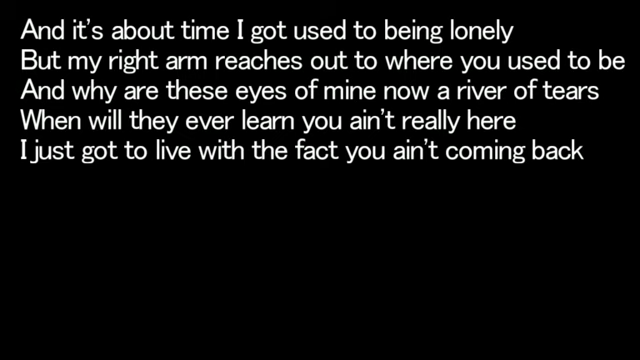 And it's about time I got used to being lonely
But my right arm reaches out to where you used to be
And why are these eyes of mine now a river of tears
When will they ever learn you ain't really here
I just got to live with the fact you ain't coming back